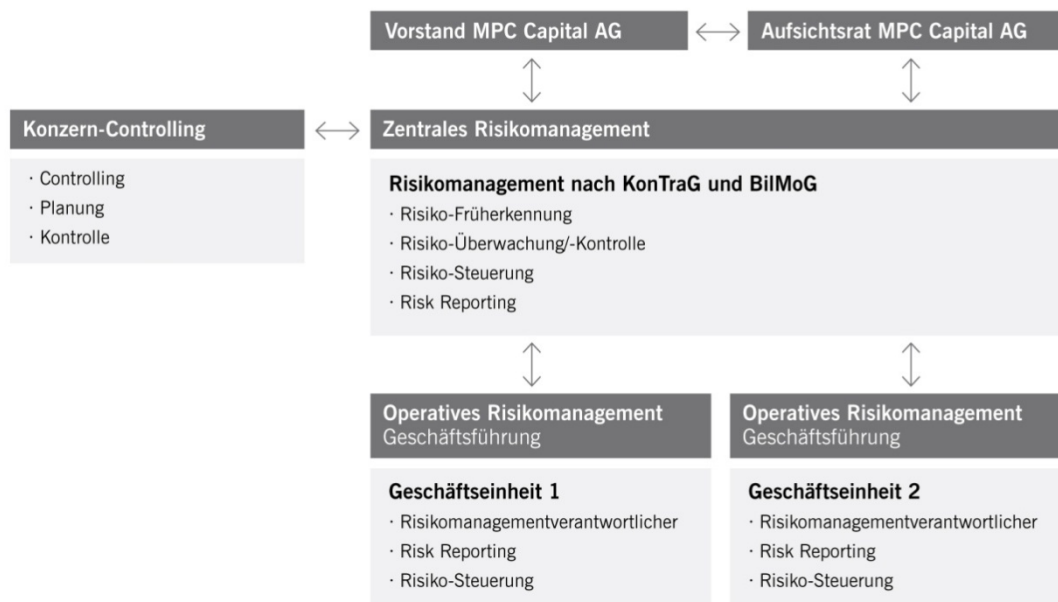 Vorstand MPC Capital AG
Aufsichtsrat MPC Capital AG
Konzern-Controlling
· Controlling
· Planung
· Kontrolle
Zentrales Risikomanagement
Risikomanagement nach KonTraG und BilMoG
· Risiko-Früherkennung
· Risiko-Überwachung/-Kontrolle
· Risiko-Steuerung
· Risk Reporting
Operatives Risikomanagement
Geschäftsführung
Geschäftseinheit 1
· Risikomanagementverantwortlicher
· Risk Reporting
· Risiko-Steuerung
Operatives Risikomanagement
Geschäftsführung
Geschäftseinheit 2
· Risikomanagementverantwortlicher
· Risk Reporting
· Risiko-Steuerung